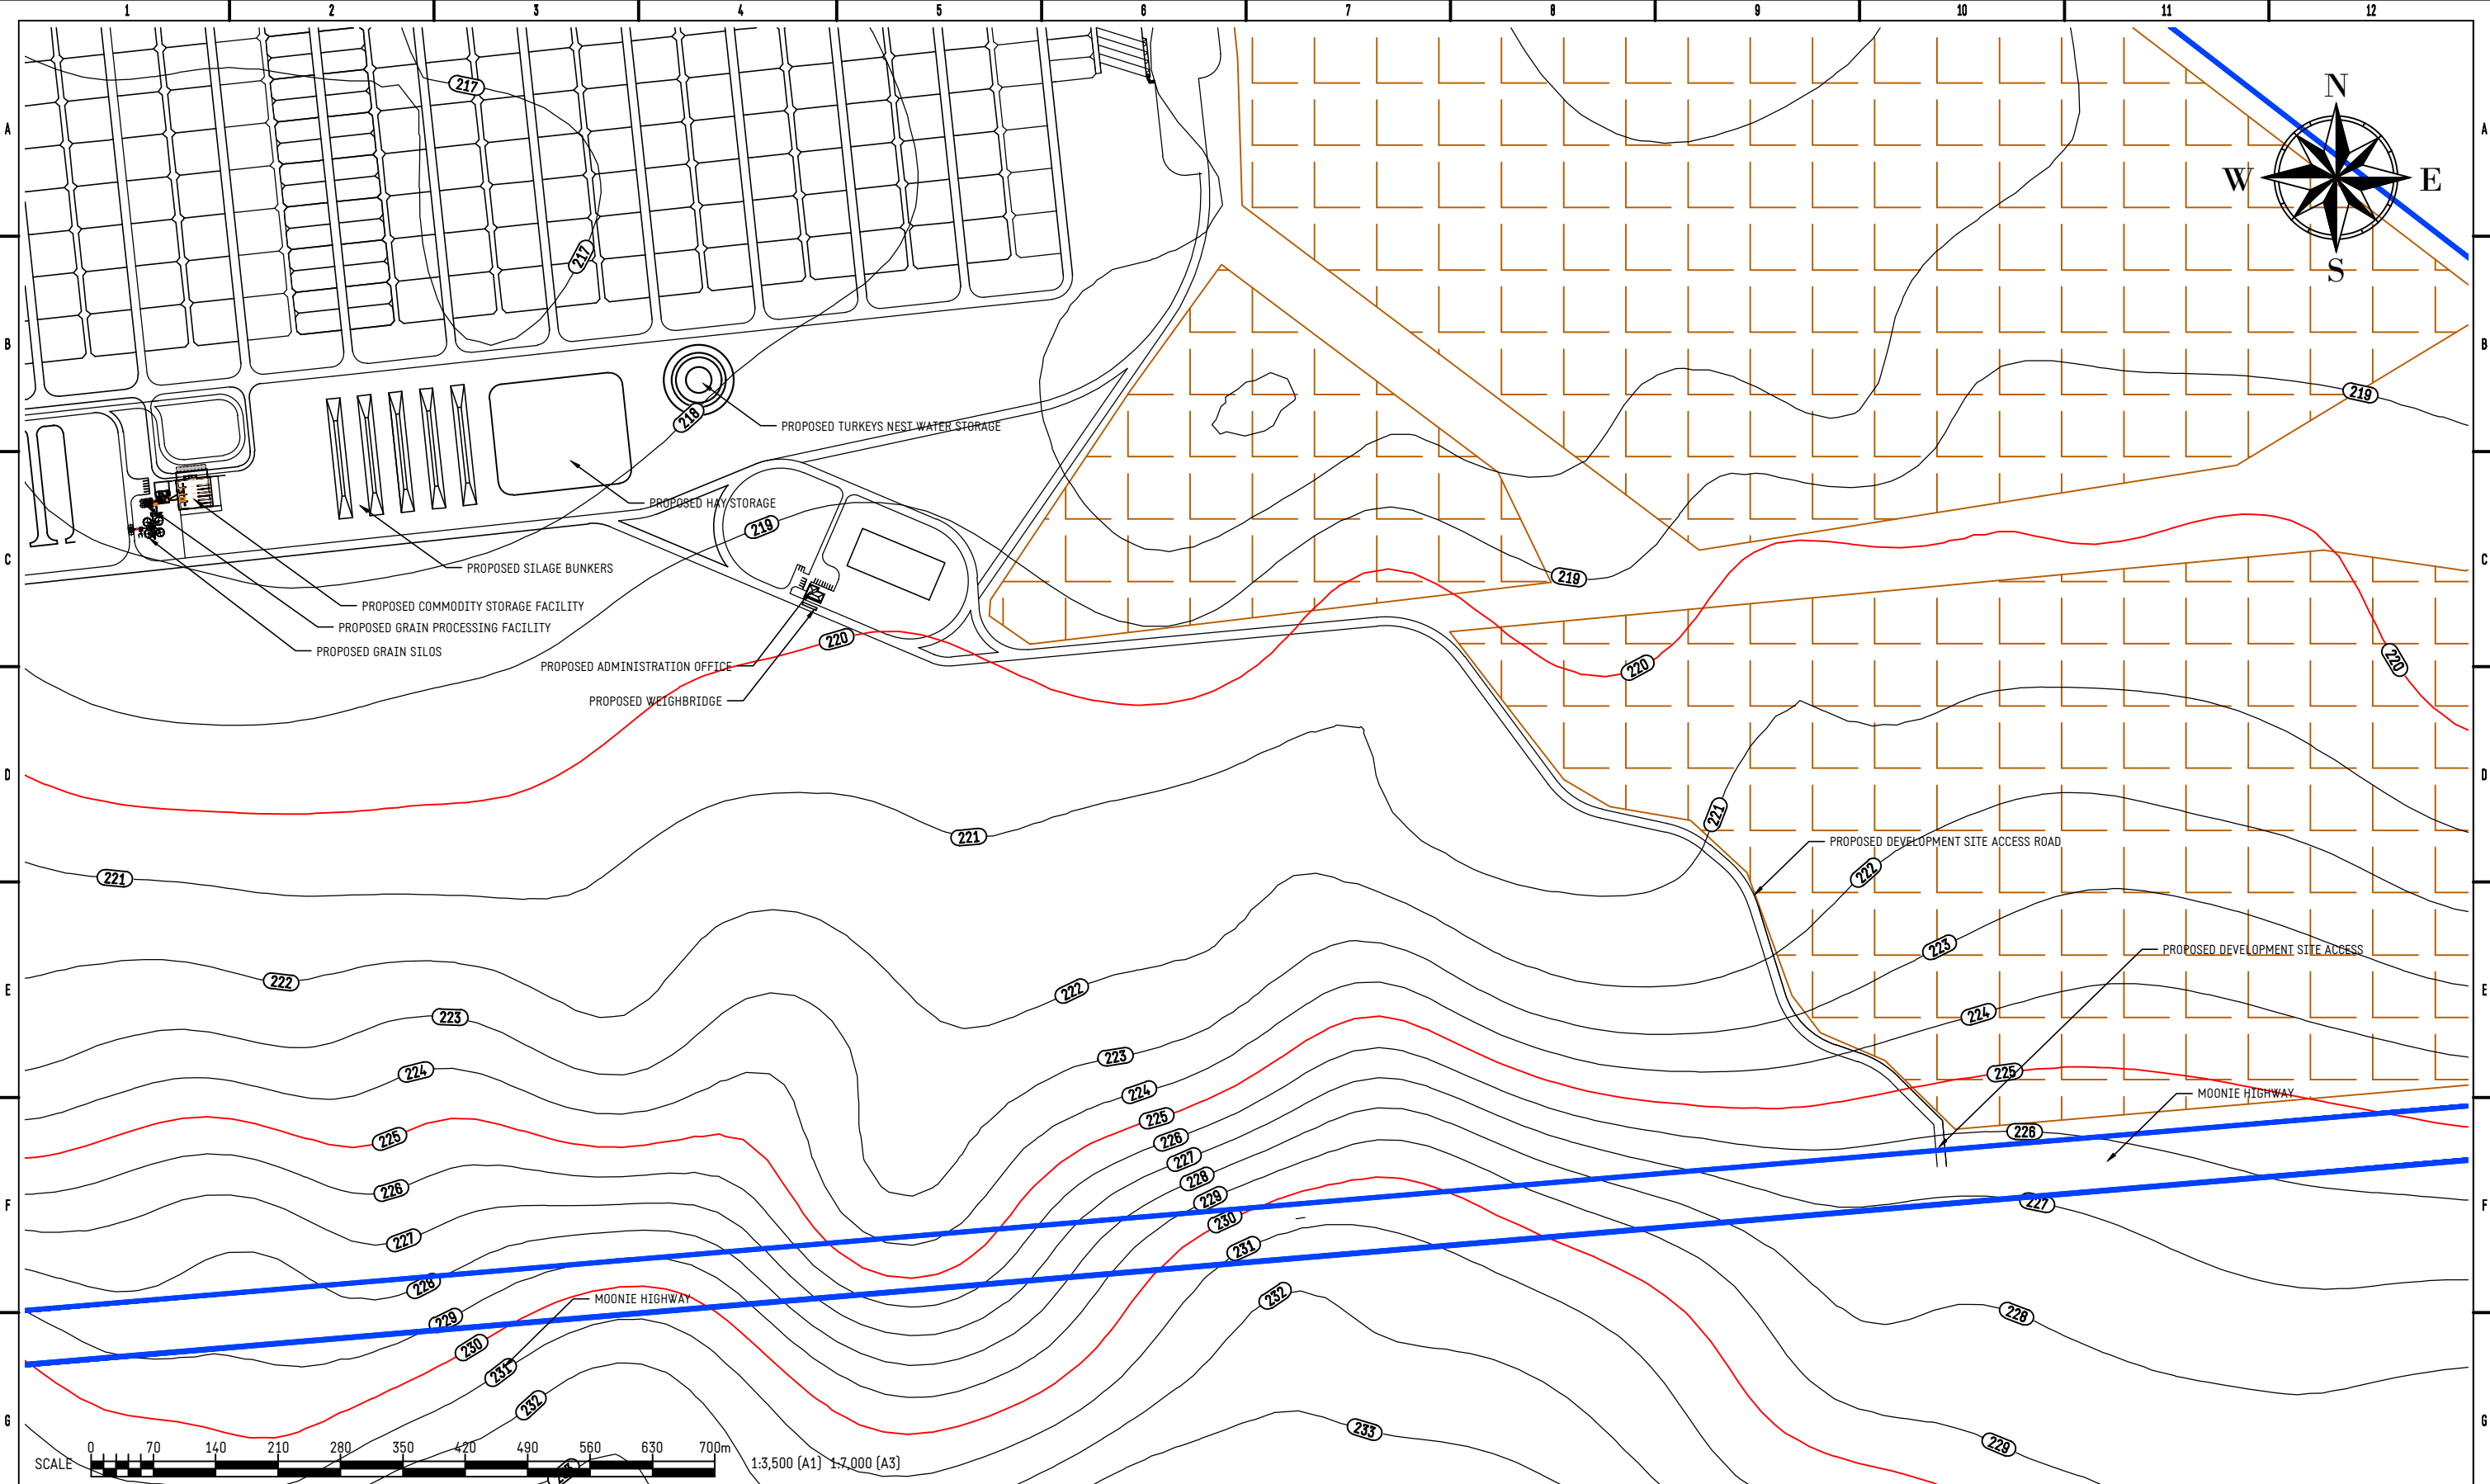 1 2 3 4 5 6 7 8 9 10 11 12
A A
N
W E
S
217
217
B B
218
PROPOSED TURKEYS NEST WATER STORAGE
219
PROPOSED HAY STORAGE
219
C C
PROPOSED SILAGE BUNKERS
219
PROPOSED COMMODITY STORAGE FACILITY
PROPOSED GRAIN PROCESSING FACILITY
220
PROPOSED GRAIN SILOS
220
220
PROPOSED ADMINISTRATION OFFICE
PROPOSED WEIGHBRIDGE
D D
221
221
PROPOSED DEVELOPMENT SITE ACCESS ROAD
222
221
223
PROPOSED DEVELOPMENT SITE ACCESS
222
222
E E
223
224
223
224
225
224
MOONIE HIGHWAY
225
226
225
226
227
228
226
229
227
F F
230
227
231
228
232
MOONIE HIGHWAY
228
229
230
231
232
G G
233
229
SCALE 0 70 140 210 280 350 420 490 560 630 700m
1:3,500 (A1) 1:7,000 (A3)